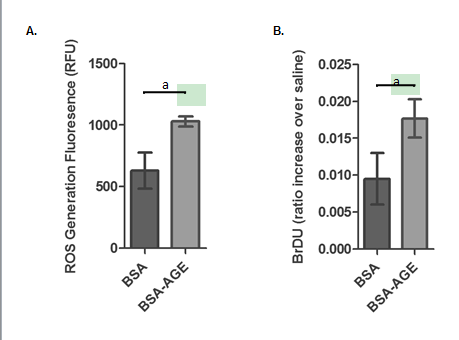 A.
ROS Generation Fluoresence (RFU)
1500
1000
500
0
a
BSA
BSA-AGE
B.
BrDU (ratio increase over saline)
0.025
0.020
0.015
0.010
0.005
0.000
a
BSA
BSA-AGE